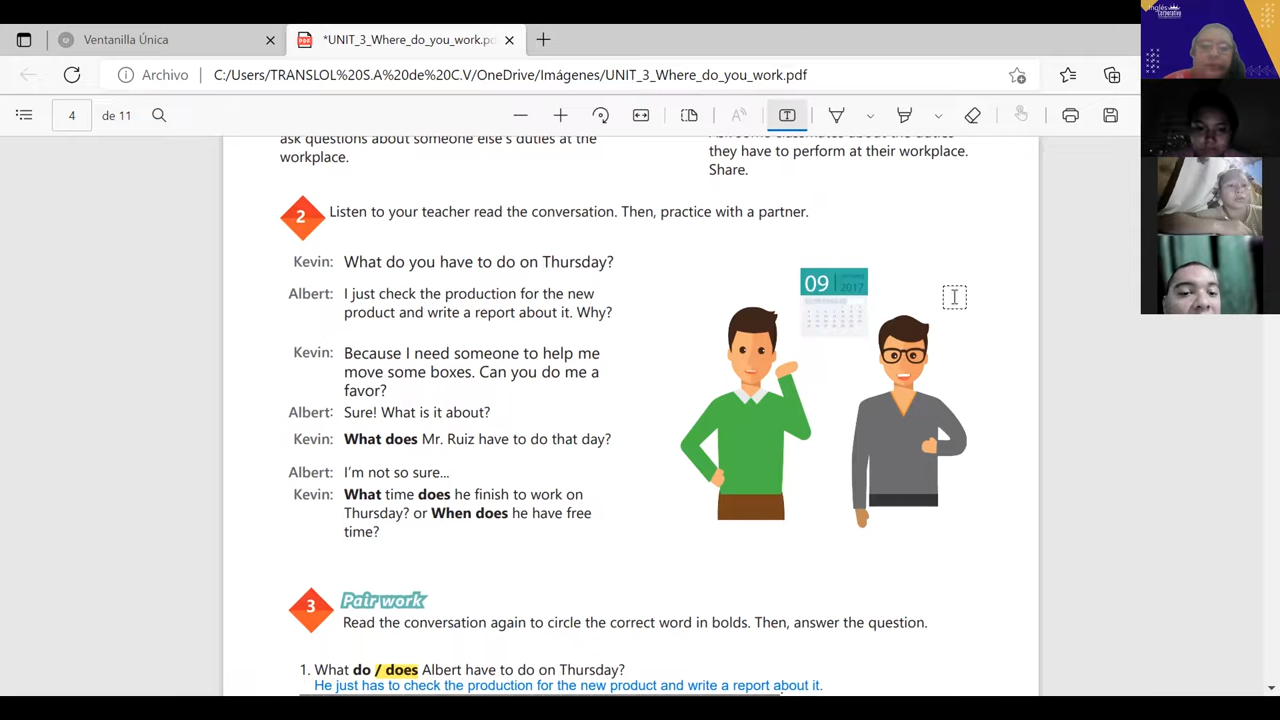 Ventanilla Única
*UNIT_3_Where_do_you_work.pd
Archivo
C:/Users/TRANSLOL%20S.A%20de%20C.V/OneDrive/Imágenes/UNIT_3_Where_do_you_work.pdf
4
de 11
ask questions about someone else's duties at the
workplace.
they have to perform at their workplace.
Share.
2
Listen to your teacher read the conversation. Then, practice with a partner.
Kevin: What do you have to do on Thursday?
Albert: I just check the production for the new
product and write a report about it. Why?
Kevin: Because I need someone to help me
move some boxes. Can you do me a
favor?
Albert: Sure! What is it about?
Kevin: What does Mr. Ruiz have to do that day?
Albert: I'm not so sure...
Kevin: What time does he finish to work on
Thursday? or When does he have free
time?
09
2017
3
Pair work
Read the conversation again to circle the correct word in bolds. Then, answer the question.
1. What do / does Albert have to do on Thursday?
He just has to check the production for the new product and write a report about it.
Inglés
Corporativo